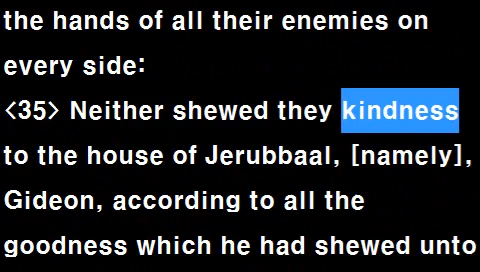 the hands of all their enemies on
every side:
<35> Neither shewed they kindness
to the house of Jerubbaal, [namely],
Gideon, according to all the
goodness which he had shewed unto